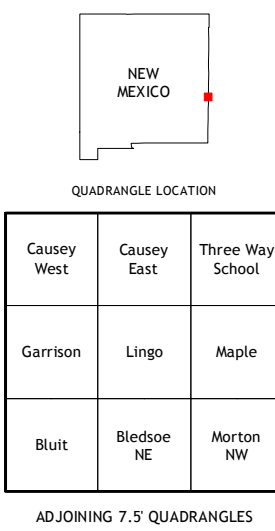 NEW
MEXICO
QUADRANGLE LOCATION
Causey
West
Causey
East
Three Way
School
Garrison
Lingo
Maple
Bluit
Bledsoe
NE
Morton
NW
ADJOINING 7.5' QUADRANGLES